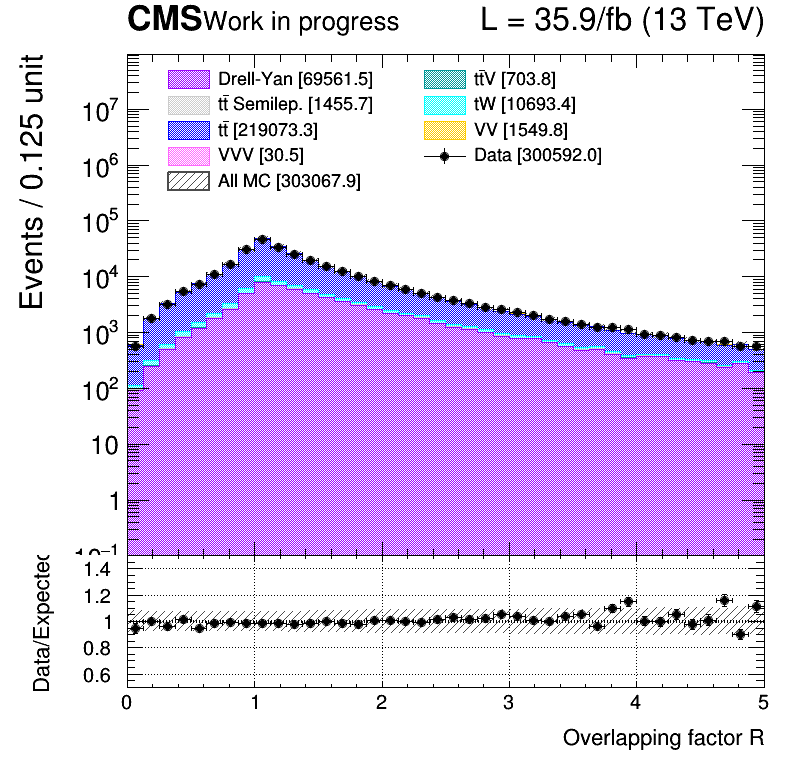 CMS Work in progress L = 35.9/fb (13 TeV)
Events / 0.125 unit
Drell-Yan [69561.5]
tt̄ Semilep. [1455.7]
tt̄ [219073.3]
VVV [30.5]
All MC [303067.9]
tt̄V [703.8]
tW [10693.4]
VV [1549.8]
Data [300592.0]
10⁷
10⁶
10⁵
10⁴
10³
10²
10
1
10⁻¹
Data/Expected
1.4
1.2
1
0.8
0.6
0 1 2 3 4 5
Overlapping factor R